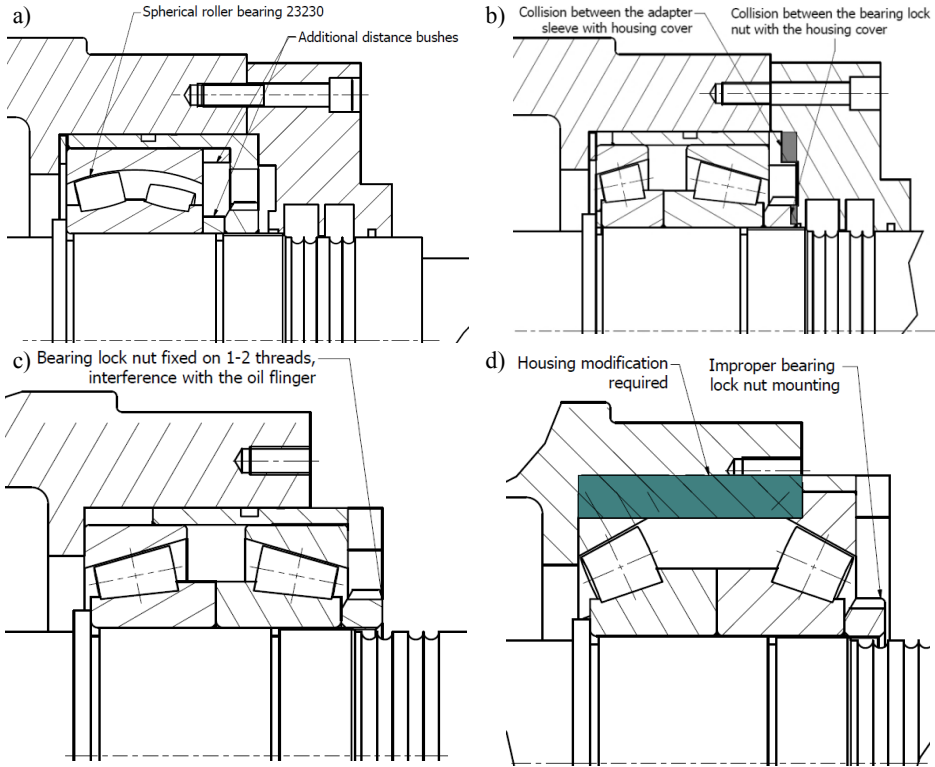 a)
Spherical roller bearing 23230
Additional distance bushes
b)
Collision between the adapter
sleeve with housing cover
Collision between the bearing lock
nut with the housing cover
c)
Bearing lock nut fixed on 1-2 threads,
interference with the oil flinger
d)
Housing modification
required
Improper bearing
lock nut mounting